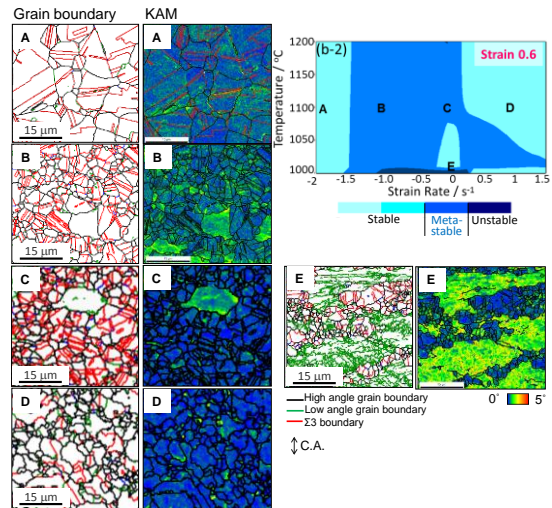 Grain boundary
KAM
A
15 μm
A
B
15 μm
B
C
15 μm
C
D
15 μm
D
(b-2)
Strain 0.6
Temperature / °C
1200
1150
1100
1050
1000
A
B
C
D
E
-2
-1.5
-1
-0.5
0
0.5
1
1.5
Strain Rate / s-1
Stable
Meta-
stable
Unstable
E
15 μm
E
High angle grain boundary
Low angle grain boundary
Σ3 boundary
0° 5°
C.A.